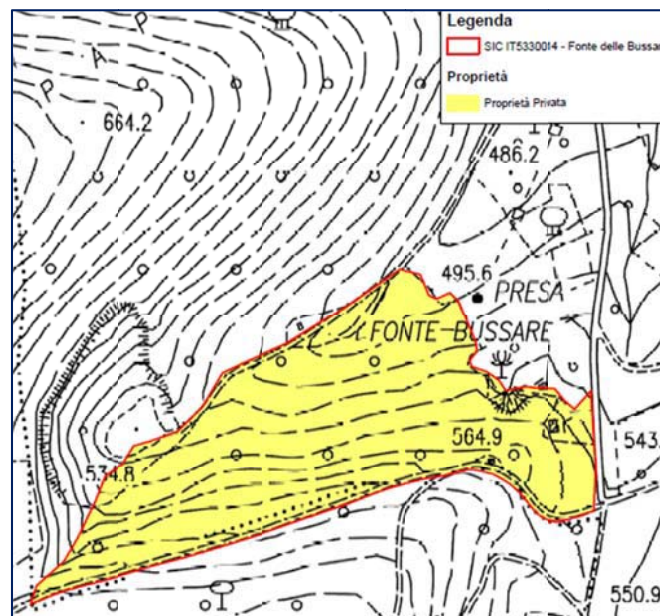 Legenda
SIC IT5330014 - Fonte delle Bussar
Proprietà
Proprietà Privata
P A P
664.2
486.2
495.6
PRESA
FONTE BUSSARE
564.9
543.
534.8
550.9